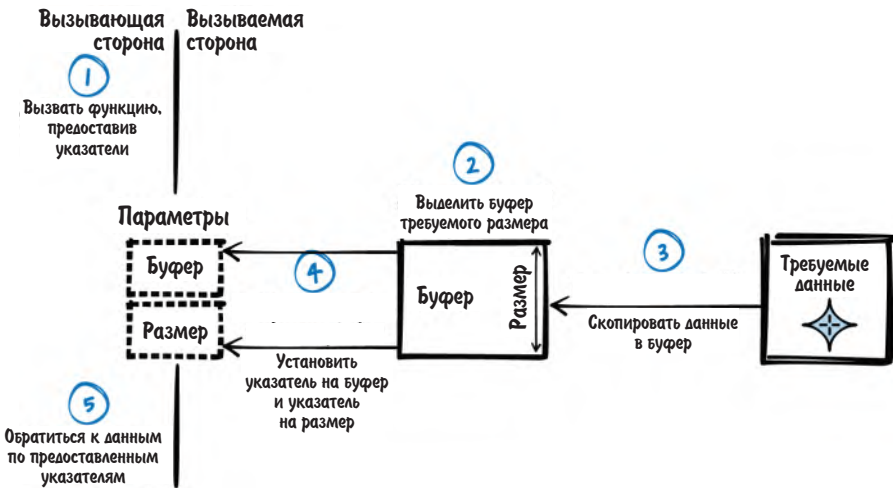 Вызывающая
сторона
Вызываемая
сторона
1
Вызвать функцию,
предоставив
указатели
2
Выделить буфер
требуемого размера
Параметры
Буфер
Размер
4
Установить
указатель на буфер
и указатель
на размер
Буфер
Размер
3
Скопировать данные
в буфер
Требуемые
данные
5
Обратиться к данным
по предоставленным
указателям